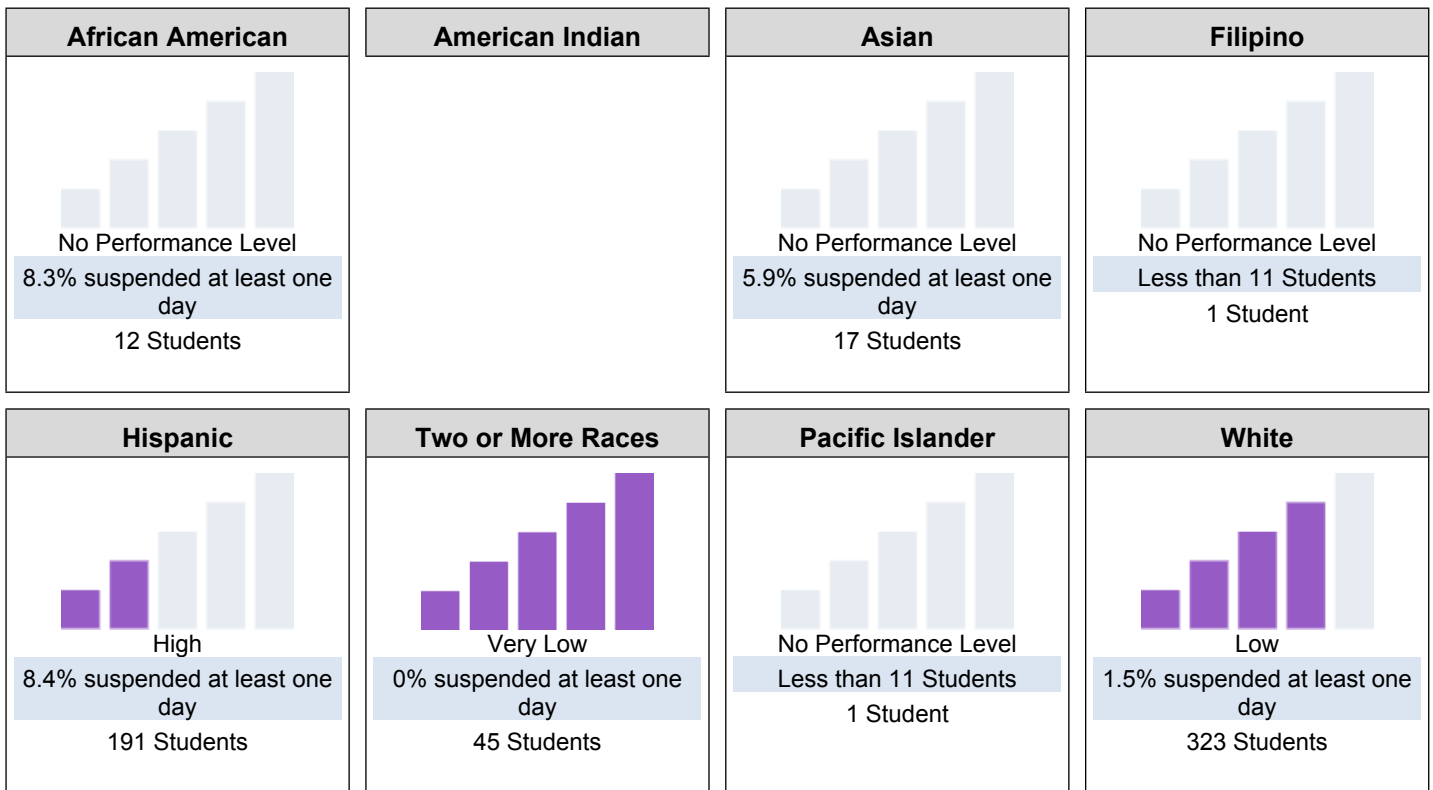 African American
No Performance Level
8.3% suspended at least one
day
12 Students
American Indian
Asian
No Performance Level
5.9% suspended at least one
day
17 Students
Filipino
No Performance Level
Less than 11 Students
1 Student
Hispanic
High
8.4% suspended at least one
day
191 Students
Two or More Races
Very Low
0% suspended at least one
day
45 Students
Pacific Islander
No Performance Level
Less than 11 Students
1 Student
White
Low
1.5% suspended at least one
day
323 Students